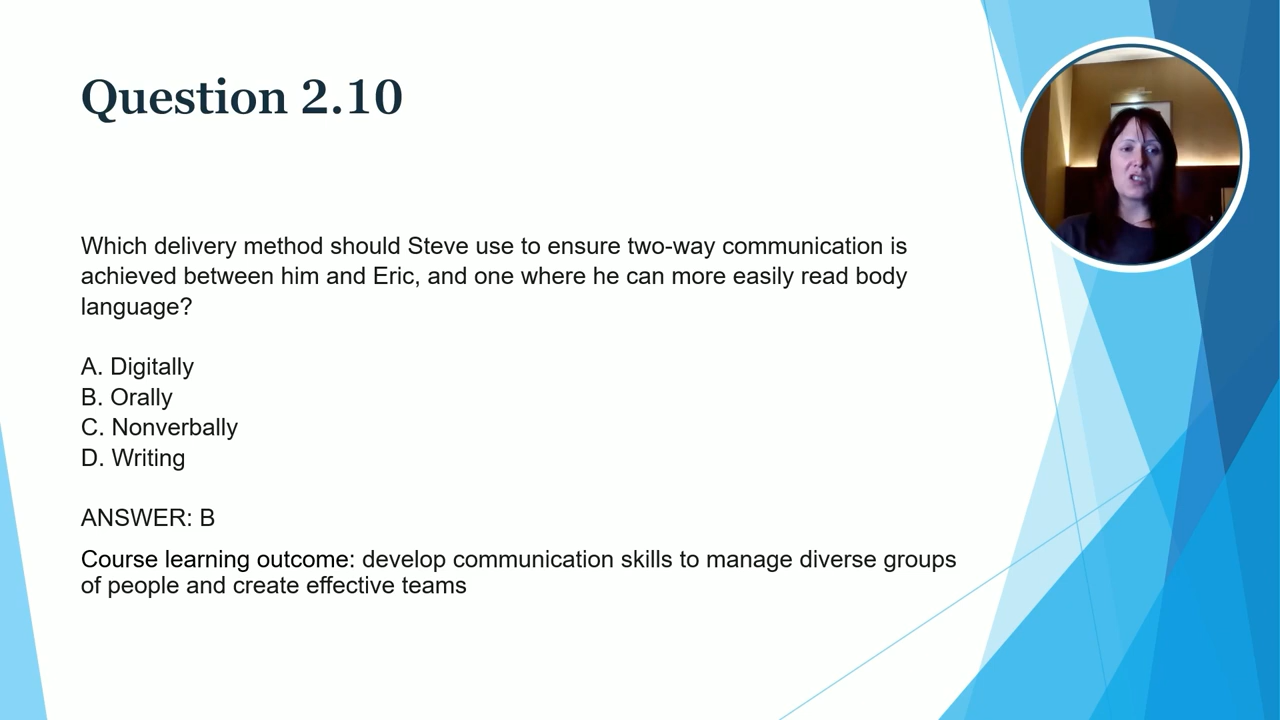 Question 2.10
Which delivery method should Steve use to ensure two-way communication is
achieved between him and Eric, and one where he can more easily read body
language?
A. Digitally
B. Orally
C. Nonverbally
D. Writing
ANSWER: B
Course learning outcome: develop communication skills to manage diverse groups
of people and create effective teams